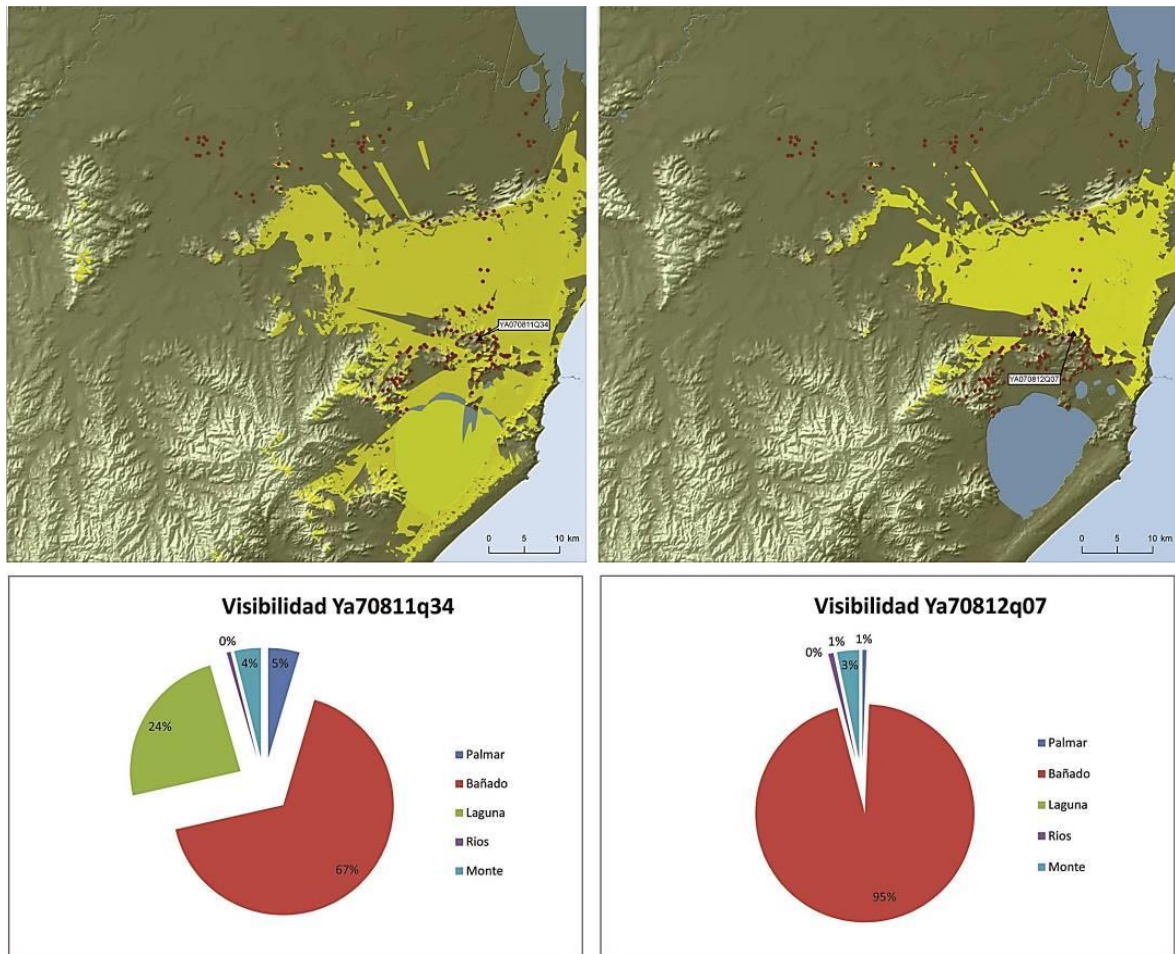 YA070811Q34
0 5 10 km
YA070812Q07
0 5 10 km
Visibilidad Ya70811q34
0%
4%
5%
24%
67%
Palmar
Bañado
Laguna
Rios
Monte
Visibilidad Ya70812q07
0%
1%
3%
1%
95%
Palmar
Bañado
Laguna
Rios
Monte